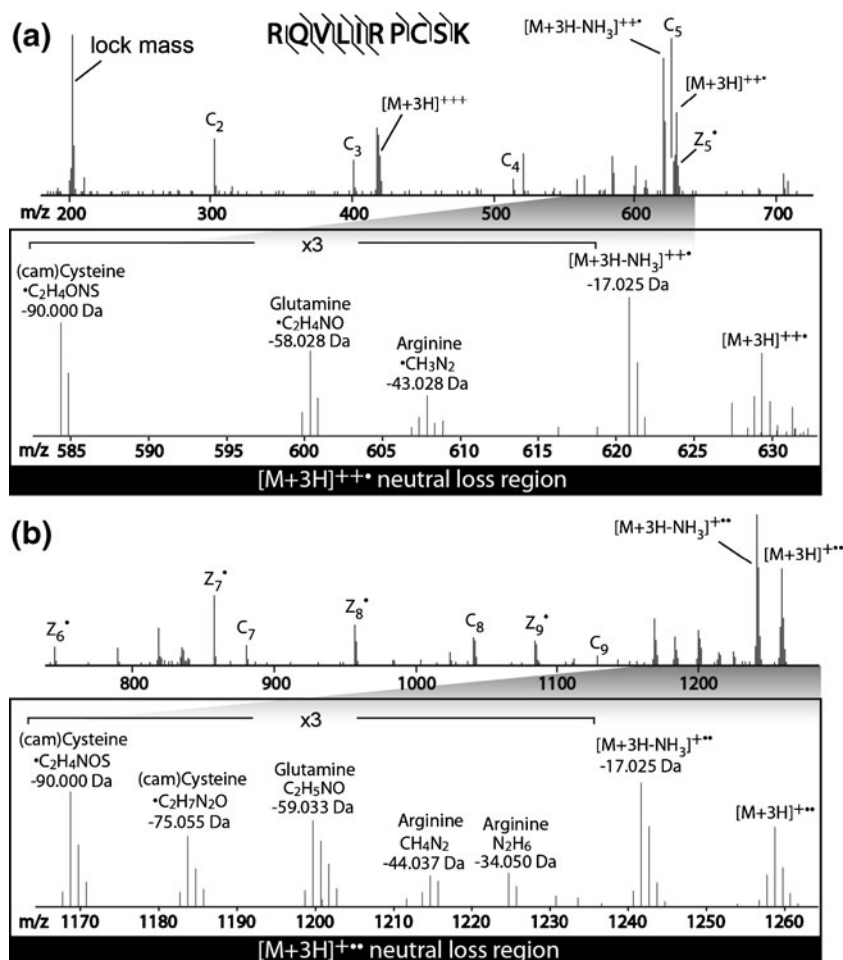 (a)
RQVLIRPCSK
lock mass
C₂
C₃
[M+3H]⁺⁺⁺
C₄
[M+3H-NH₃]⁺⁺•
C₅
[M+3H]⁺⁺•
Z₅•
m/z 200 300 400 500 600 700
x3
(cam)Cysteine
•C₂H₄ONS
-90.000 Da
Glutamine
•C₂H₄NO
-58.028 Da
Arginine
•CH₃N₂
-43.028 Da
[M+3H-NH₃]⁺⁺•
-17.025 Da
[M+3H]⁺⁺•
m/z 585 590 595 600 605 610 615 620 625 630
[M+3H]⁺⁺• neutral loss region
(b)
Z₆•
Z₇•
C₇
Z₈•
C₈
Z₉•
C₉
[M+3H-NH₃]⁺••
[M+3H]⁺••
m/z 800 900 1000 1100 1200
x3
(cam)Cysteine
•C₂H₄NOS
-90.000 Da
(cam)Cysteine
•C₂H₇N₂O
-75.055 Da
Glutamine
C₂H₅NO
-59.033 Da
Arginine
CH₄N₂
-44.037 Da
Arginine
N₂H₆
-34.050 Da
[M+3H-NH₃]⁺••
-17.025 Da
[M+3H]⁺••
m/z 1170 1180 1190 1200 1210 1220 1230 1240 1250 1260
[M+3H]⁺•• neutral loss region